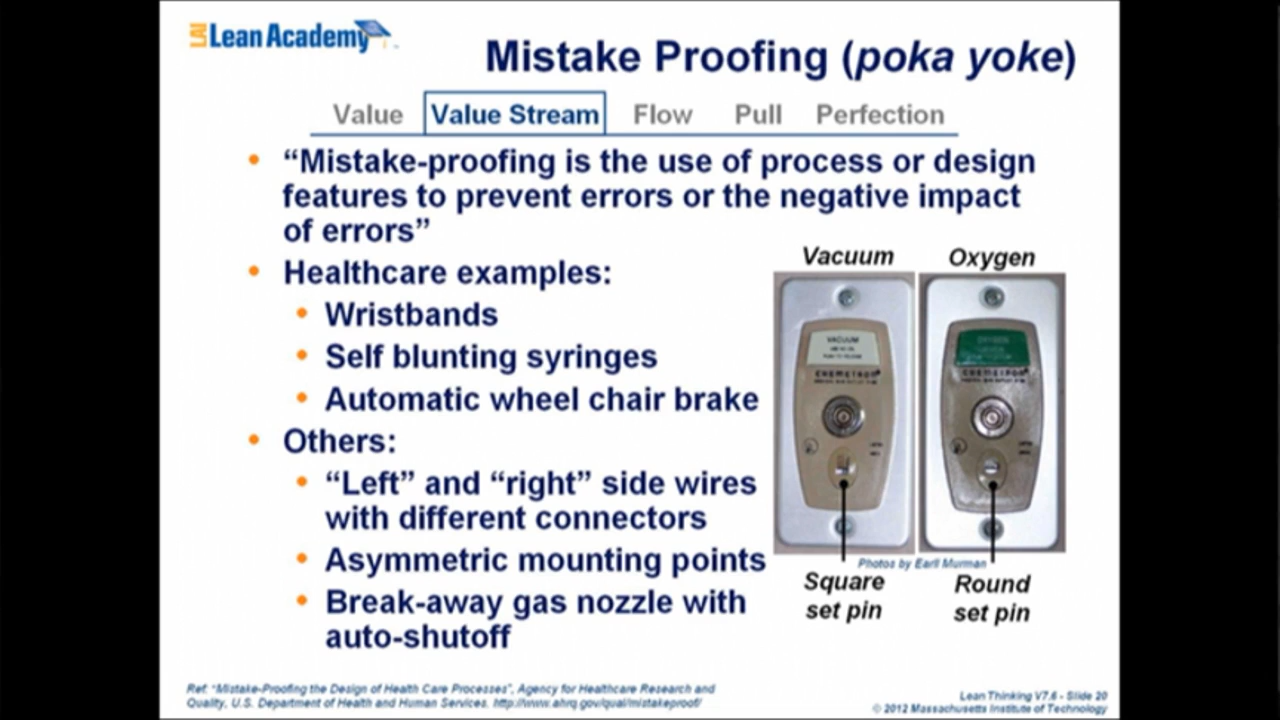 LAI Lean Academy™
Mistake Proofing (poka yoke)
Value Value Stream Flow Pull Perfection
• “Mistake-proofing is the use of process or design
features to prevent errors or the negative impact
of errors”
• Healthcare examples:
• Wristbands
• Self blunting syringes
• Automatic wheel chair brake
• Others:
• “Left” and “right” side wires
with different connectors
• Asymmetric mounting points
• Break-away gas nozzle with
auto-shutoff
Vacuum Oxygen
VACUUM
CHEMETRON CHEMETRON
Photos by Earll Murman
Square
set pin
Round
set pin
Ref: “Mistake-Proofing the Design of Health Care Processes”, Agency for Healthcare Research and
Quality, U.S. Department of Health and Human Services. http://www.ahrq.gov/qual/mistakeproof/
Lean Thinking V7.6 - Slide 20
© 2012 Massachusetts Institute of Technology